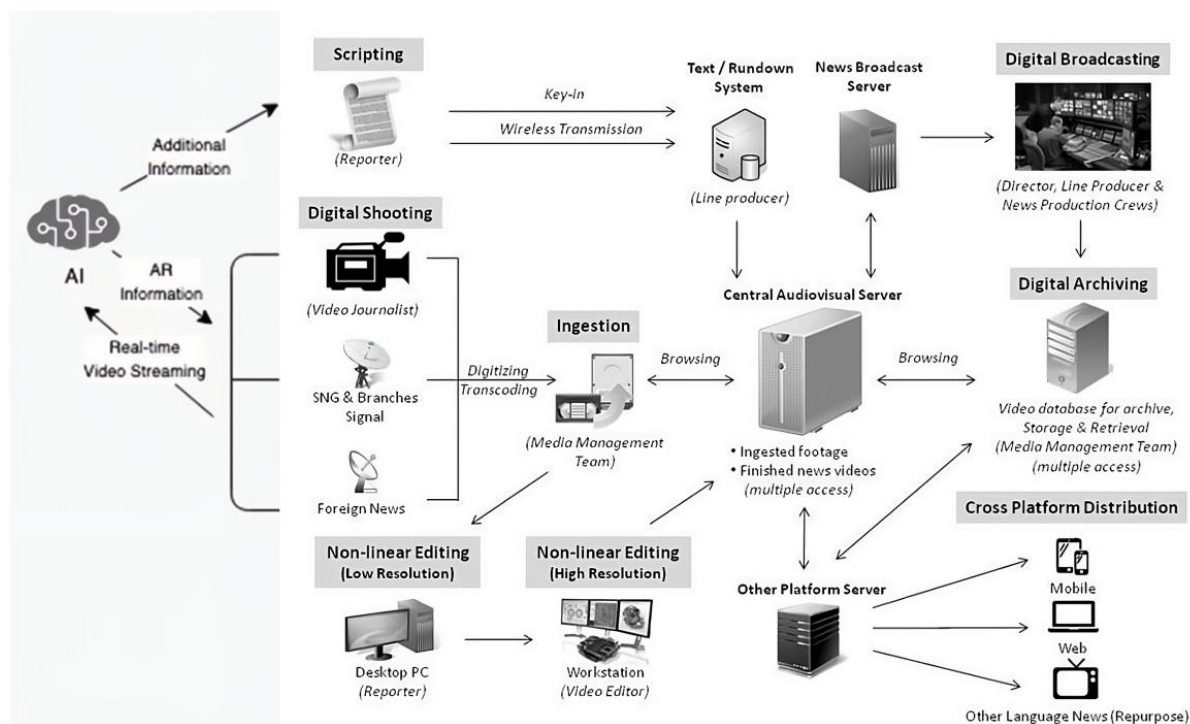 Scripting
(Reporter)
Key-in
Wireless Transmission
Text / Rundown
System
(Line producer)
News Broadcast
Server
Digital Broadcasting
(Director, Line Producer &
News Production Crews)
Additional
Information
AI
AR
Information
Real-time
Video Streaming
Digital Shooting
(Video Journalist)
SNG & Branches
Signal
Foreign News
Digitizing
Transcoding
Ingestion
(Media Management
Team)
Browsing
Central Audiovisual Server
• Ingested footage
• Finished news videos
(multiple access)
Browsing
Digital Archiving
Video database for archive,
Storage & Retrieval
(Media Management Team)
(multiple access)
Non-linear Editing
(Low Resolution)
Desktop PC
(Reporter)
Non-linear Editing
(High Resolution)
Workstation
(Video Editor)
Other Platform Server
Cross Platform Distribution
Mobile
Web
Other Language News (Repurpose)